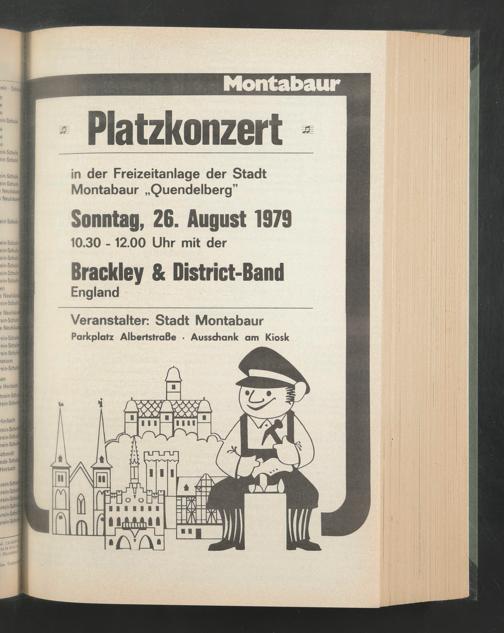 Montabaur
Platzkonzert
in der Freizeitanlage der Stadt
Montabaur „Quendelberg"
Sonntag, 26. August 1979
10.30 - 12.00 Uhr mit der
Brackley & District-Band
England
Veranstalter: Stadt Montabaur
Parkplatz Albertstraße · Ausschank am Kiosk